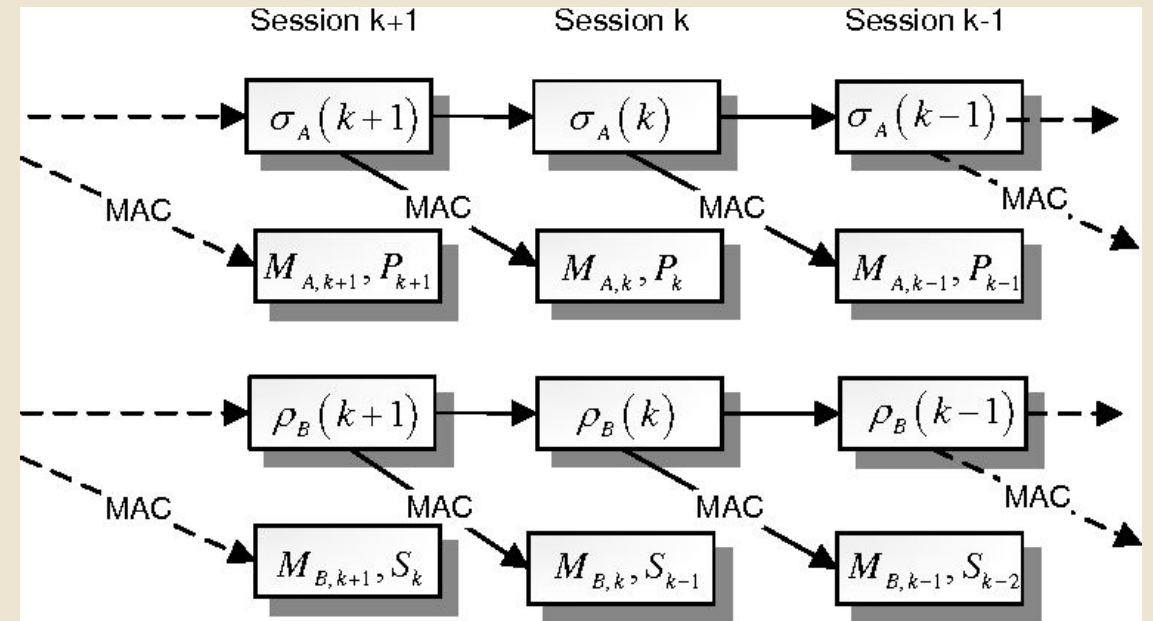 Session k+1 Session k Session k-1
σ_A(k+1) σ_A(k) σ_A(k−1)
MAC MAC MAC MAC
M_{A,k+1}, P_{k+1} M_{A,k}, P_k M_{A,k−1}, P_{k−1}
ρ_B(k+1) ρ_B(k) ρ_B(k−1)
MAC MAC MAC MAC
M_{B,k+1}, S_k M_{B,k}, S_{k−1} M_{B,k−1}, S_{k−2}